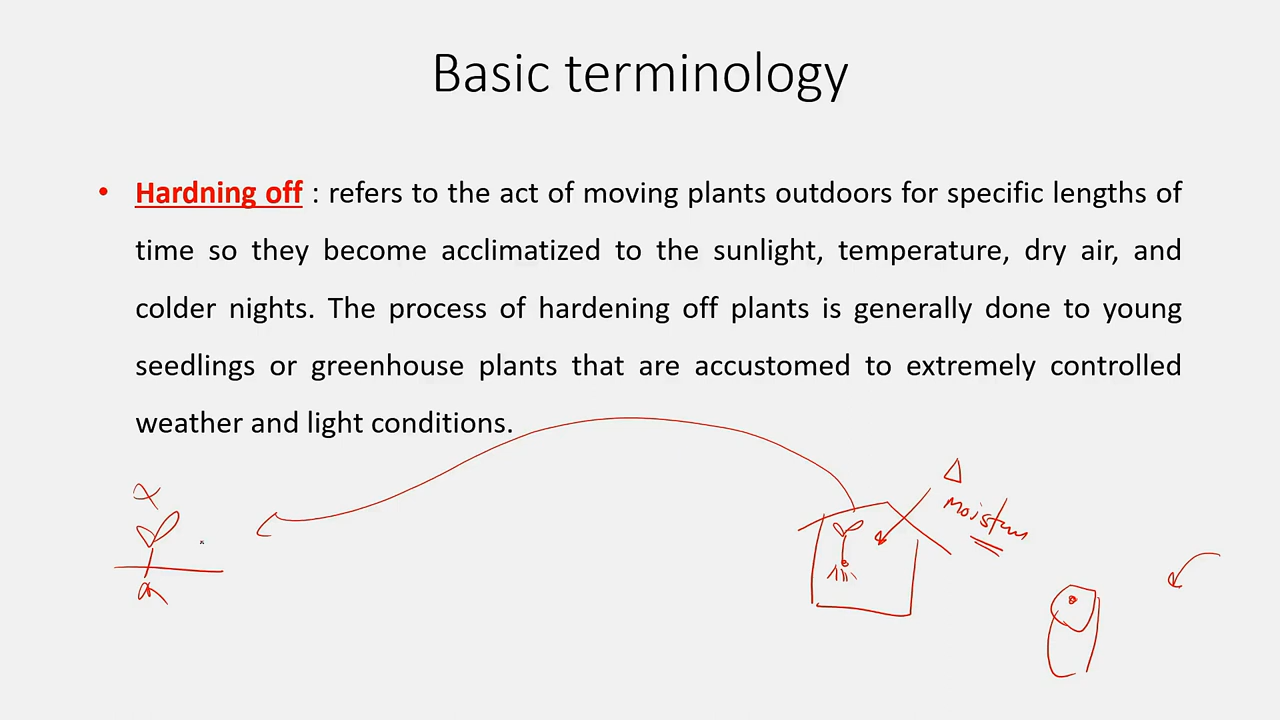 Basic terminology
• Hardning off : refers to the act of moving plants outdoors for specific lengths of
time so they become acclimatized to the sunlight, temperature, dry air, and
colder nights. The process of hardening off plants is generally done to young
seedlings or greenhouse plants that are accustomed to extremely controlled
weather and light conditions.
Δ